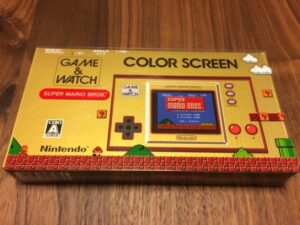 GAME
&
WATCH
COLOR SCREEN
SUPER MARIO BROS.
GAME
&
WATCH
SUPER
MARIO BROS.
A
Nintendo